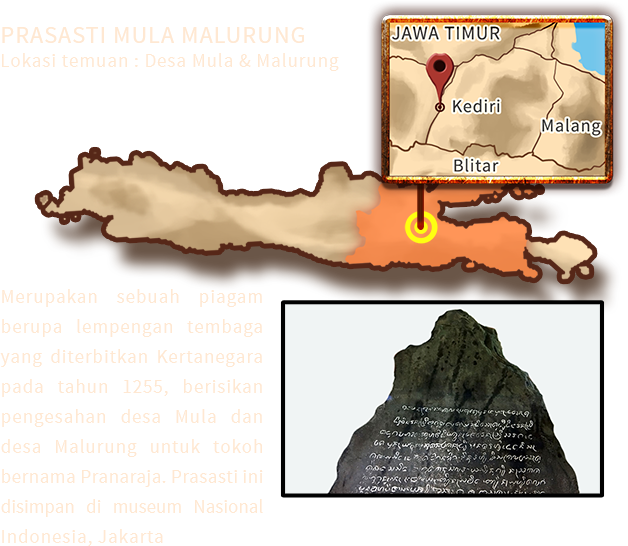 PRASASTI MULA MALURUNG
Lokasi temuan : Desa Mula & Malurung
JAWA TIMUR
Kediri
Malang
Blitar
Merupakan sebuah piagam
berupa lempengan tembaga
yang diterbitkan Kertanegara
pada tahun 1255, berisikan
pengesahan desa Mula dan
desa Malurung untuk tokoh
bernama Pranaraja. Prasasti ini
disimpan di museum Nasional
Indonesia, Jakarta